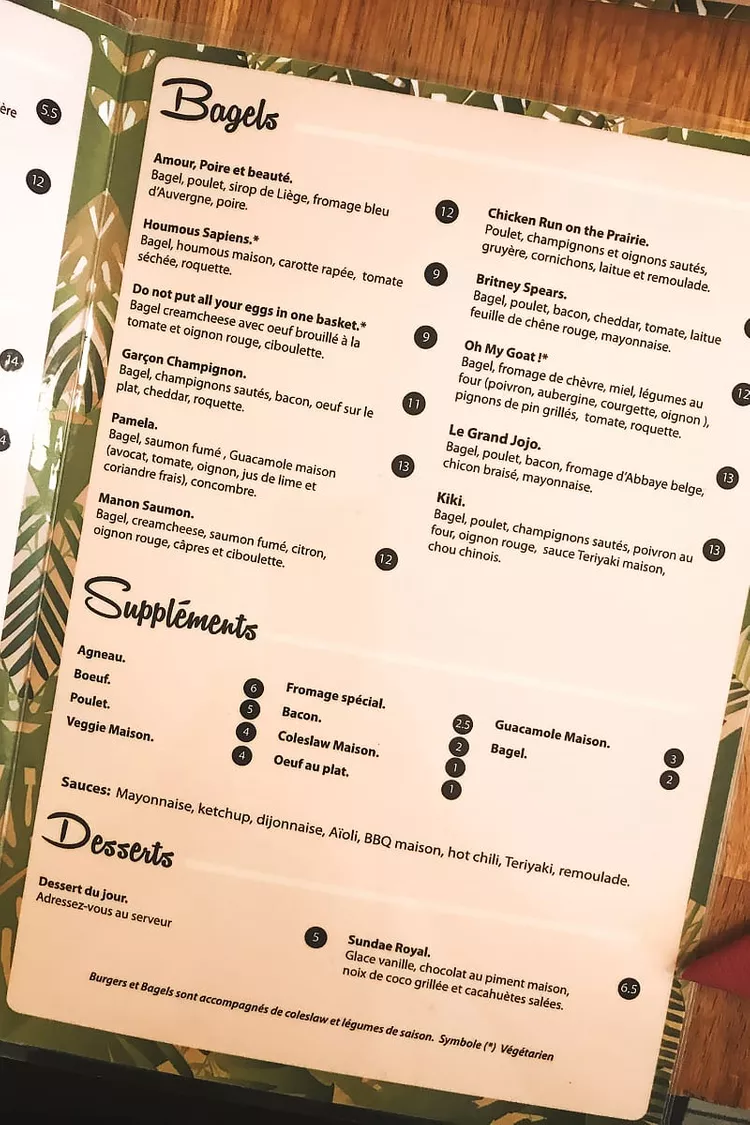 ère 5.5
12
14
4
Bagels
Amour, Poire et beauté.
Bagel, poulet, sirop de Liège, fromage bleu
d'Auvergne, poire.
12
Houmous Sapiens.*
Bagel, houmous maison, carotte rapée, tomate
séchée, roquette.
9
Do not put all your eggs in one basket.*
Bagel creamcheese avec oeuf brouillé à la
tomate et oignon rouge, ciboulette.
9
Garçon Champignon.
Bagel, champignons sautés, bacon, oeuf sur le
plat, cheddar, roquette.
11
Pamela.
Bagel, saumon fumé , Guacamole maison
(avocat, tomate, oignon, jus de lime et
coriandre frais), concombre.
13
Manon Saumon.
Bagel, creamcheese, saumon fumé, citron,
oignon rouge, câpres et ciboulette.
12
Chicken Run on the Prairie.
Poulet, champignons et oignons sautés,
gruyère, cornichons, laitue et remoulade.
Britney Spears.
Bagel, poulet, bacon, cheddar, tomate, laitue
feuille de chêne rouge, mayonnaise.
Oh My Goat !*
Bagel, fromage de chèvre, miel, légumes au
four (poivron, aubergine, courgette, oignon ),
pignons de pin grillés, tomate, roquette.
12
Le Grand Jojo.
Bagel, poulet, bacon, fromage d'Abbaye belge,
chicon braisé, mayonnaise.
13
Kiki.
Bagel, poulet, champignons sautés, poivron au
four, oignon rouge, sauce Teriyaki maison,
chou chinois.
13
Suppléments
Agneau. 6
Boeuf. 5
Poulet. 4
Veggie Maison. 4
Fromage spécial. 2.5
Bacon. 2
Coleslaw Maison. 1
Oeuf au plat. 1
Guacamole Maison. 3
Bagel. 2
Sauces: Mayonnaise, ketchup, dijonnaise, Aïoli, BBQ maison, hot chili, Teriyaki, remoulade.
Desserts
Dessert du jour.
Adressez-vous au serveur
5
Sundae Royal.
Glace vanille, chocolat au piment maison,
noix de coco grillée et cacahuètes salées.
6.5
Burgers et Bagels sont accompagnés de coleslaw et légumes de saison. Symbole (*) Végétarien